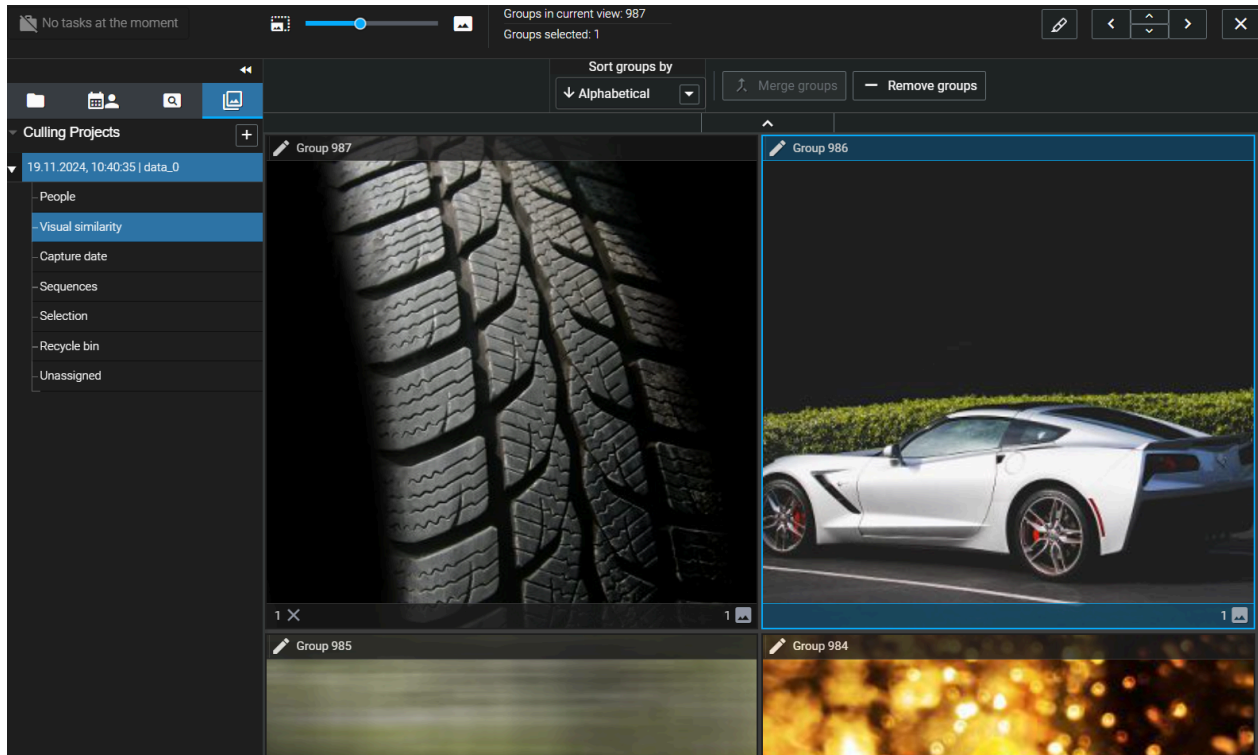 No tasks at the moment
Groups in current view: 987
Groups selected: 1
Sort groups by
Alphabetical
Merge groups
Remove groups
Culling Projects
19.11.2024, 10:40:35 | data_0
People
Visual similarity
Capture date
Sequences
Selection
Recycle bin
Unassigned
Group 987
Group 986
1
1
1
Group 985
Group 984